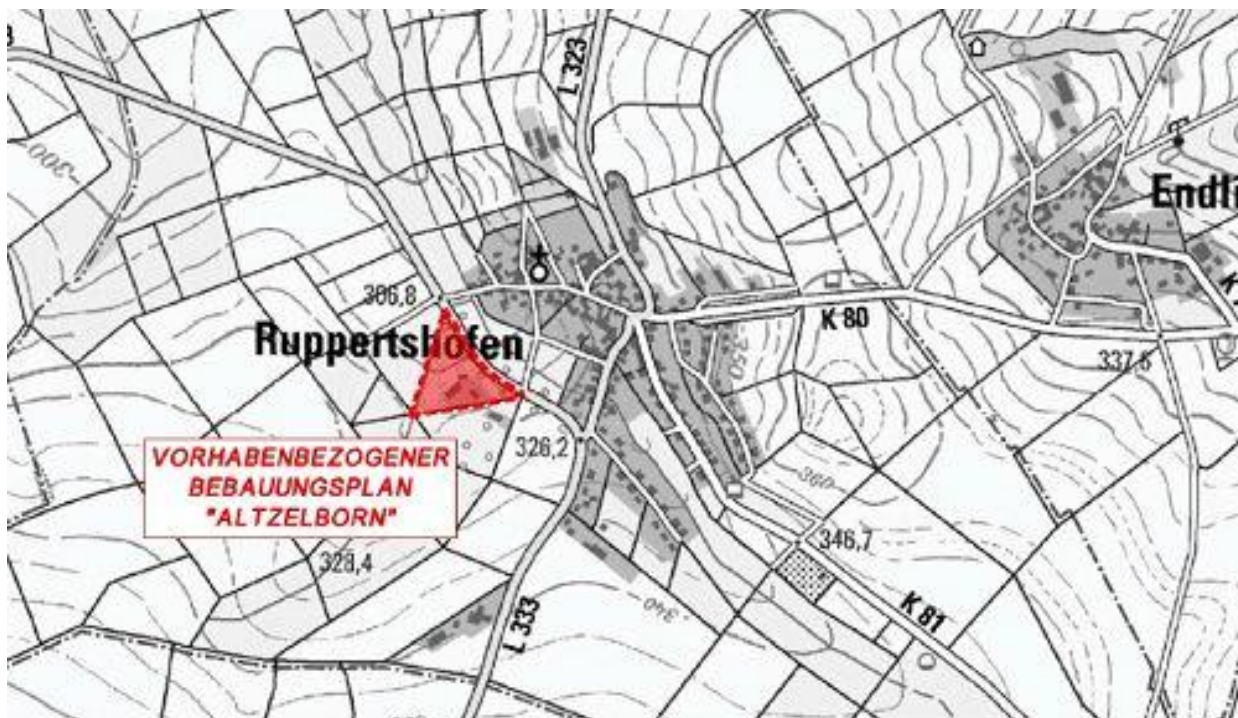 L 323
300
Endli
306,8
Ruppertshofen
K 80
350
337,6
326,2
VORHABENBEZOGENER
BEBAUUNGSPLAN
"ALTZELBORN"
360
346,7
328,4
340
K 81
L 333